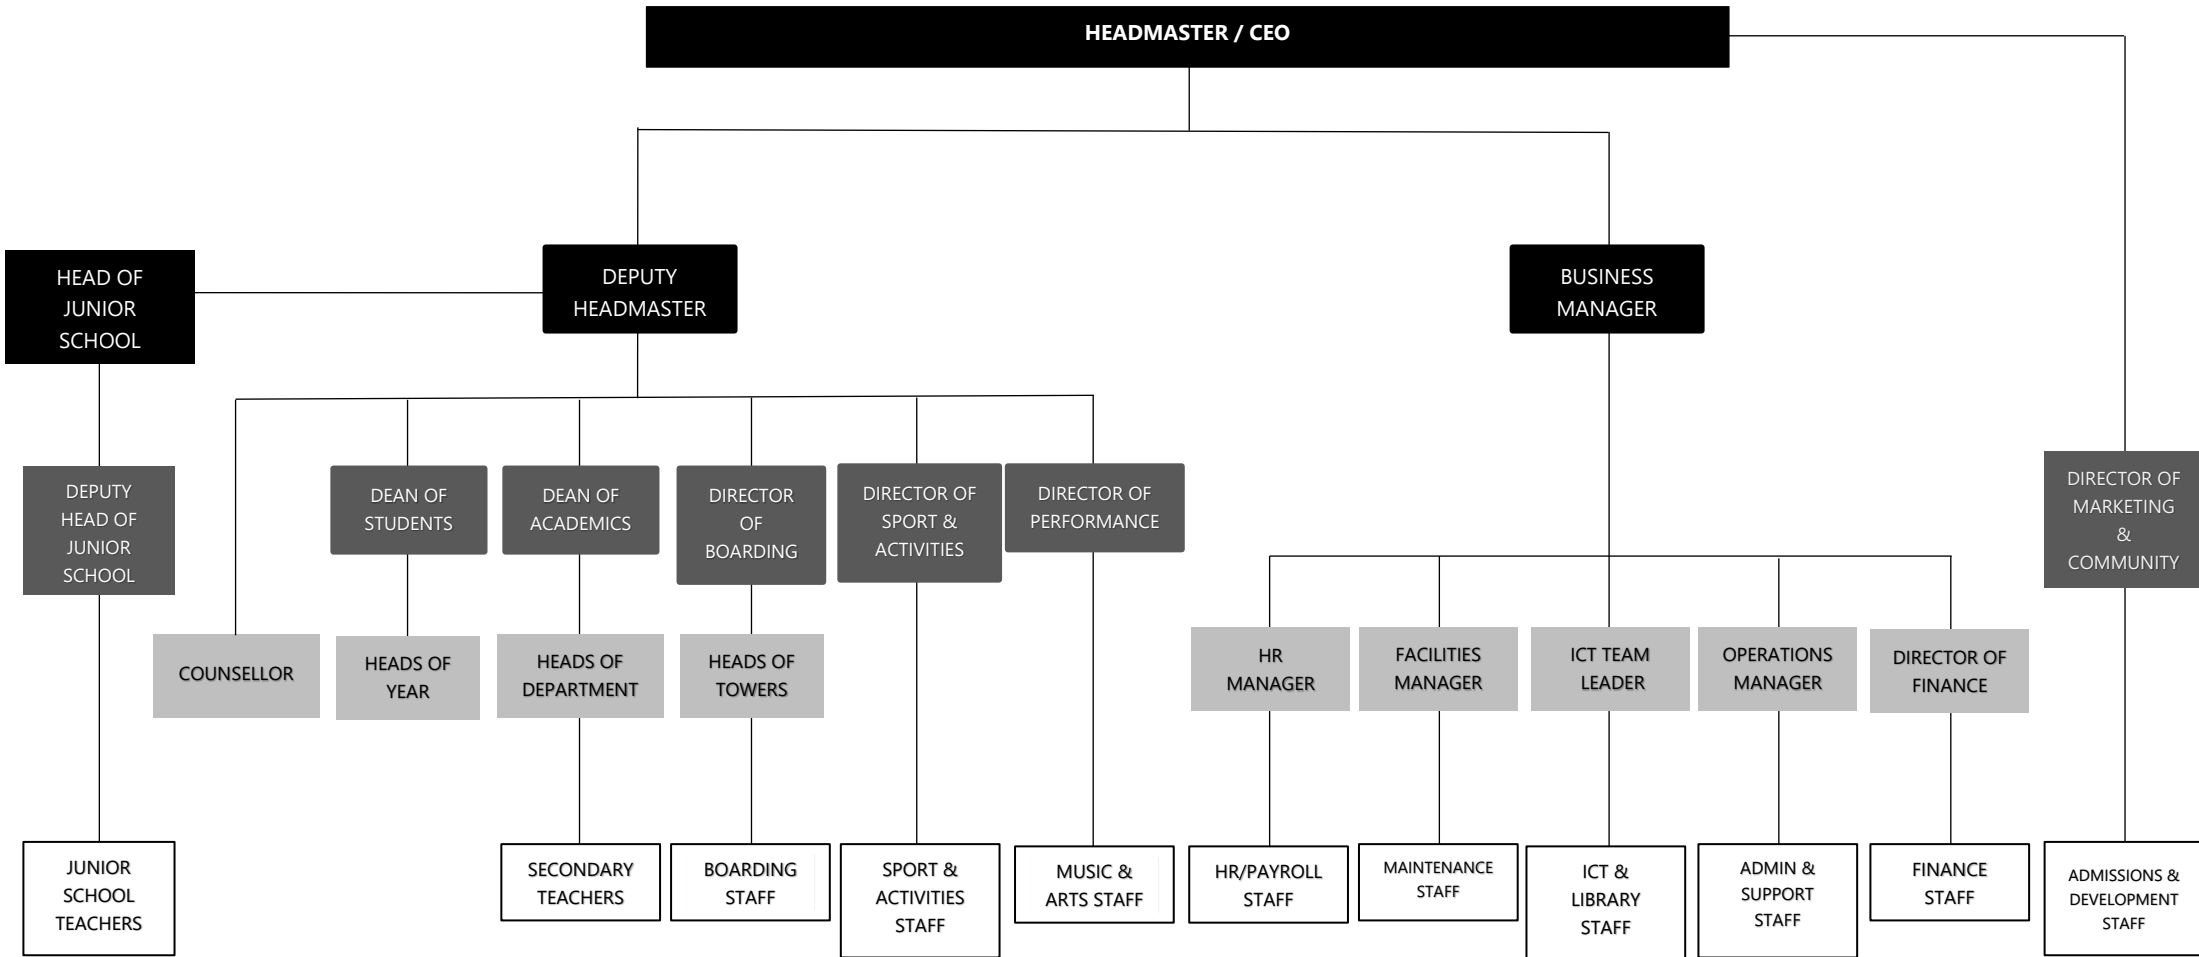 HEADMASTER / CEO
HEAD OF
JUNIOR
SCHOOL
DEPUTY
HEADMASTER
BUSINESS
MANAGER
DEPUTY
HEAD OF
JUNIOR
SCHOOL
DEAN OF
STUDENTS
DEAN OF
ACADEMICS
DIRECTOR
OF
BOARDING
DIRECTOR OF
SPORT &
ACTIVITIES
DIRECTOR OF
PERFORMANCE
DIRECTOR OF
MARKETING
&
COMMUNITY
COUNSELLOR
HEADS OF
YEAR
HEADS OF
DEPARTMENT
HEADS OF
TOWERS
HR
MANAGER
FACILITIES
MANAGER
ICT TEAM
LEADER
OPERATIONS
MANAGER
DIRECTOR OF
FINANCE
JUNIOR
SCHOOL
TEACHERS
SECONDARY
TEACHERS
BOARDING
STAFF
SPORT &
ACTIVITIES
STAFF
MUSIC &
ARTS STAFF
HR/PAYROLL
STAFF
MAINTENANCE
STAFF
ICT &
LIBRARY
STAFF
ADMIN &
SUPPORT
STAFF
FINANCE
STAFF
ADMISSIONS &
DEVELOPMENT
STAFF